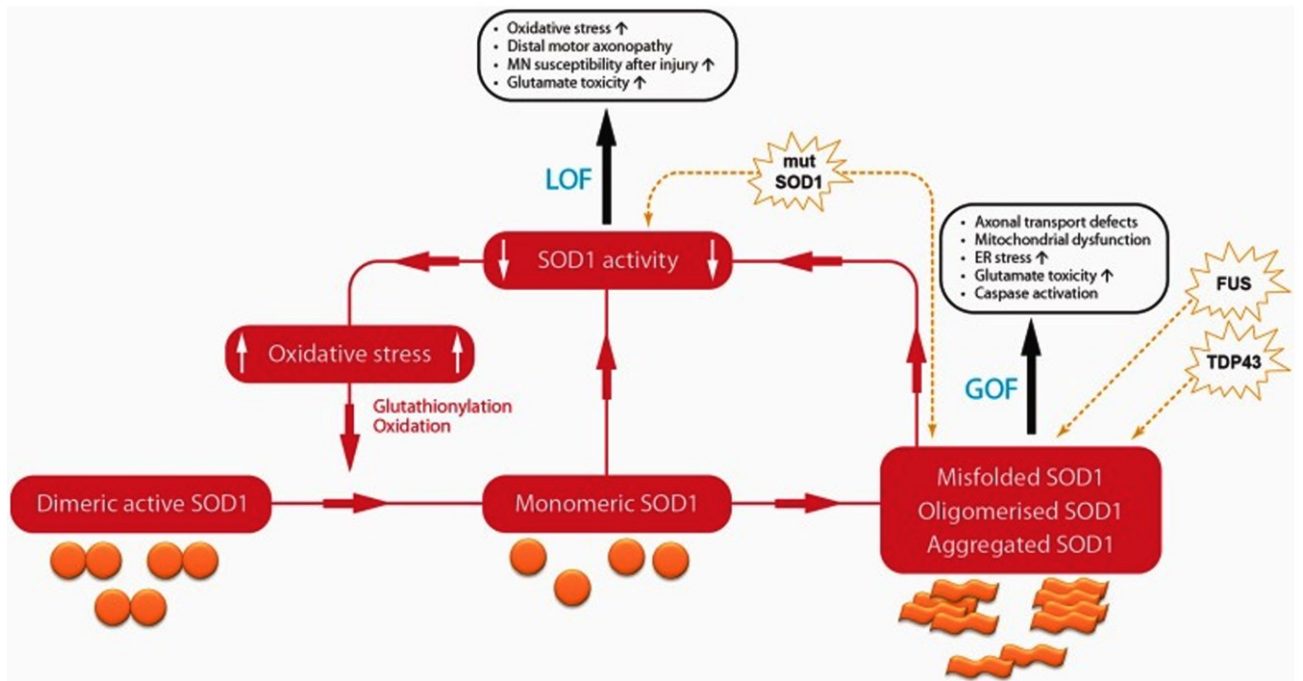 • Oxidative stress ↑
• Distal motor axonopathy
• MN susceptibility after injury ↑
• Glutamate toxicity ↑
LOF
mut
SOD1
• Axonal transport defects
• Mitochondrial dysfunction
• ER stress ↑
• Glutamate toxicity ↑
• Caspase activation
FUS
TDP43
SOD1 activity
Oxidative stress
GOF
Glutathionylation
Oxidation
Dimeric active SOD1
Monomeric SOD1
Misfolded SOD1
Oligomerised SOD1
Aggregated SOD1